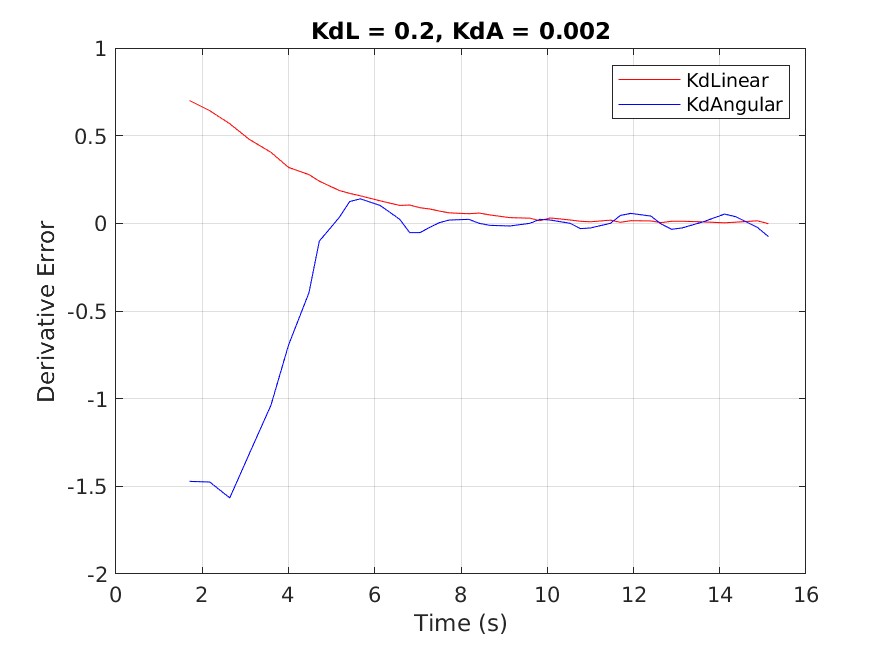 KdL = 0.2, KdA = 0.002
KdLinear
KdAngular
1
0.5
0
-0.5
-1
-1.5
-2
Derivative Error
0 2 4 6 8 10 12 14 16
Time (s)